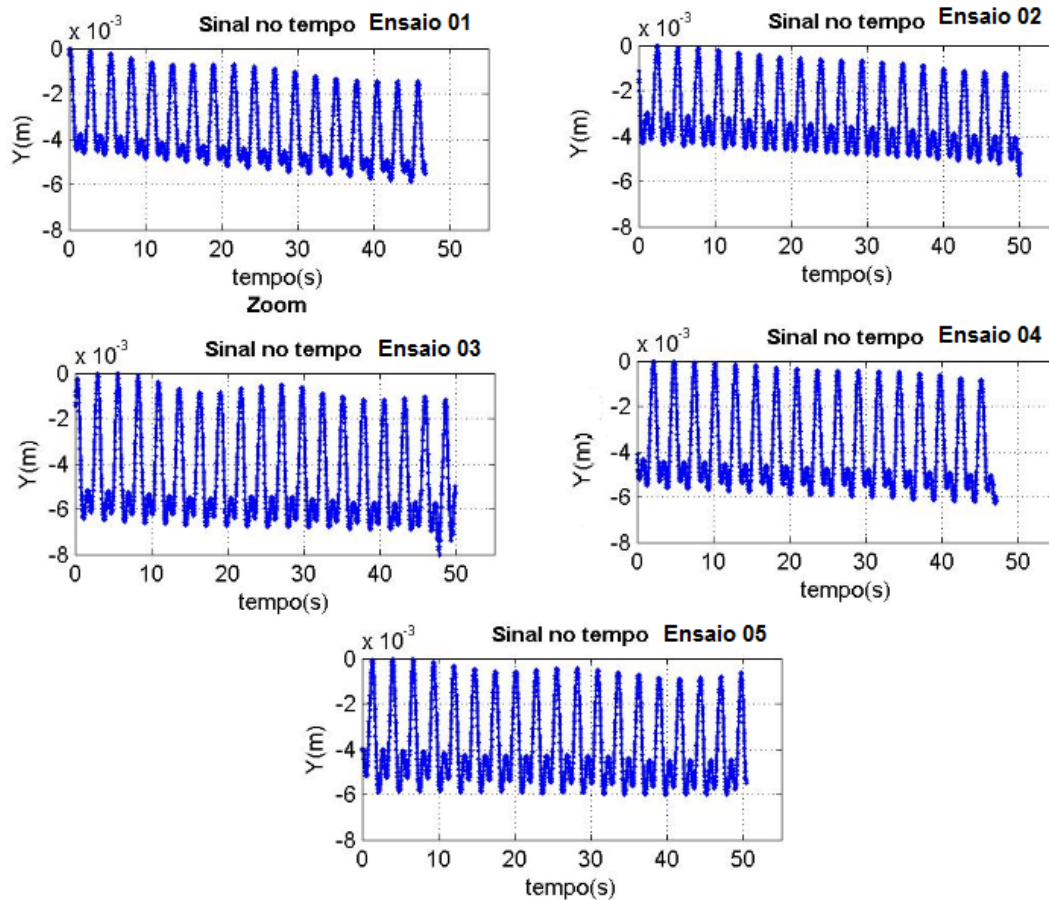 x 10-3
Sinal no tempo Ensaio 01
0
-2
-4
-6
-8
Y(m)
0 10 20 30 40 50
tempo(s)
Zoom
x 10-3
Sinal no tempo Ensaio 02
0
-2
-4
-6
-8
Y(m)
0 10 20 30 40 50
tempo(s)
x 10-3
Sinal no tempo Ensaio 03
0
-2
-4
-6
-8
Y(m)
0 10 20 30 40 50
tempo(s)
x 10-3
Sinal no tempo Ensaio 04
0
-2
-4
-6
-8
Y(m)
0 10 20 30 40 50
tempo(s)
x 10-3
Sinal no tempo Ensaio 05
0
-2
-4
-6
-8
Y(m)
0 10 20 30 40 50
tempo(s)